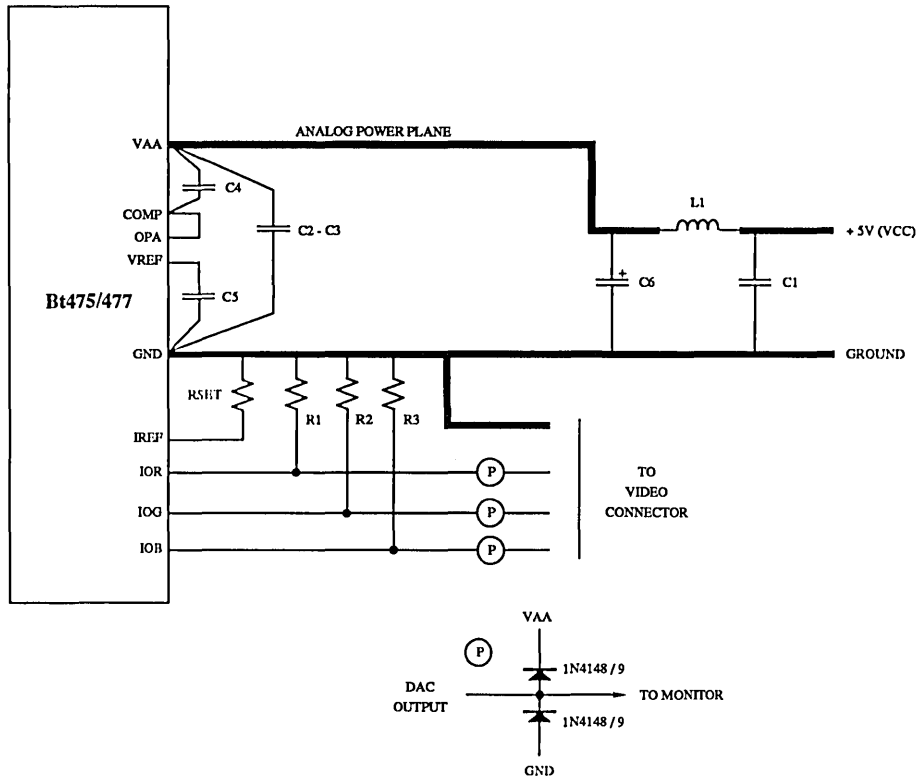 ANALOG POWER PLANE
VAA
C4
L1
COMP
OPA
C2 - C3
+ 5V (VCC)
VREF
+
C6
C1
Bt475/477
C5
GND
GROUND
RSET
R1
R2
R3
IREF
IOR
P
TO
VIDEO
CONNECTOR
IOG
P
IOB
P
VAA
P
1N4148 / 9
DAC
OUTPUT
TO MONITOR
1N4148 / 9
GND